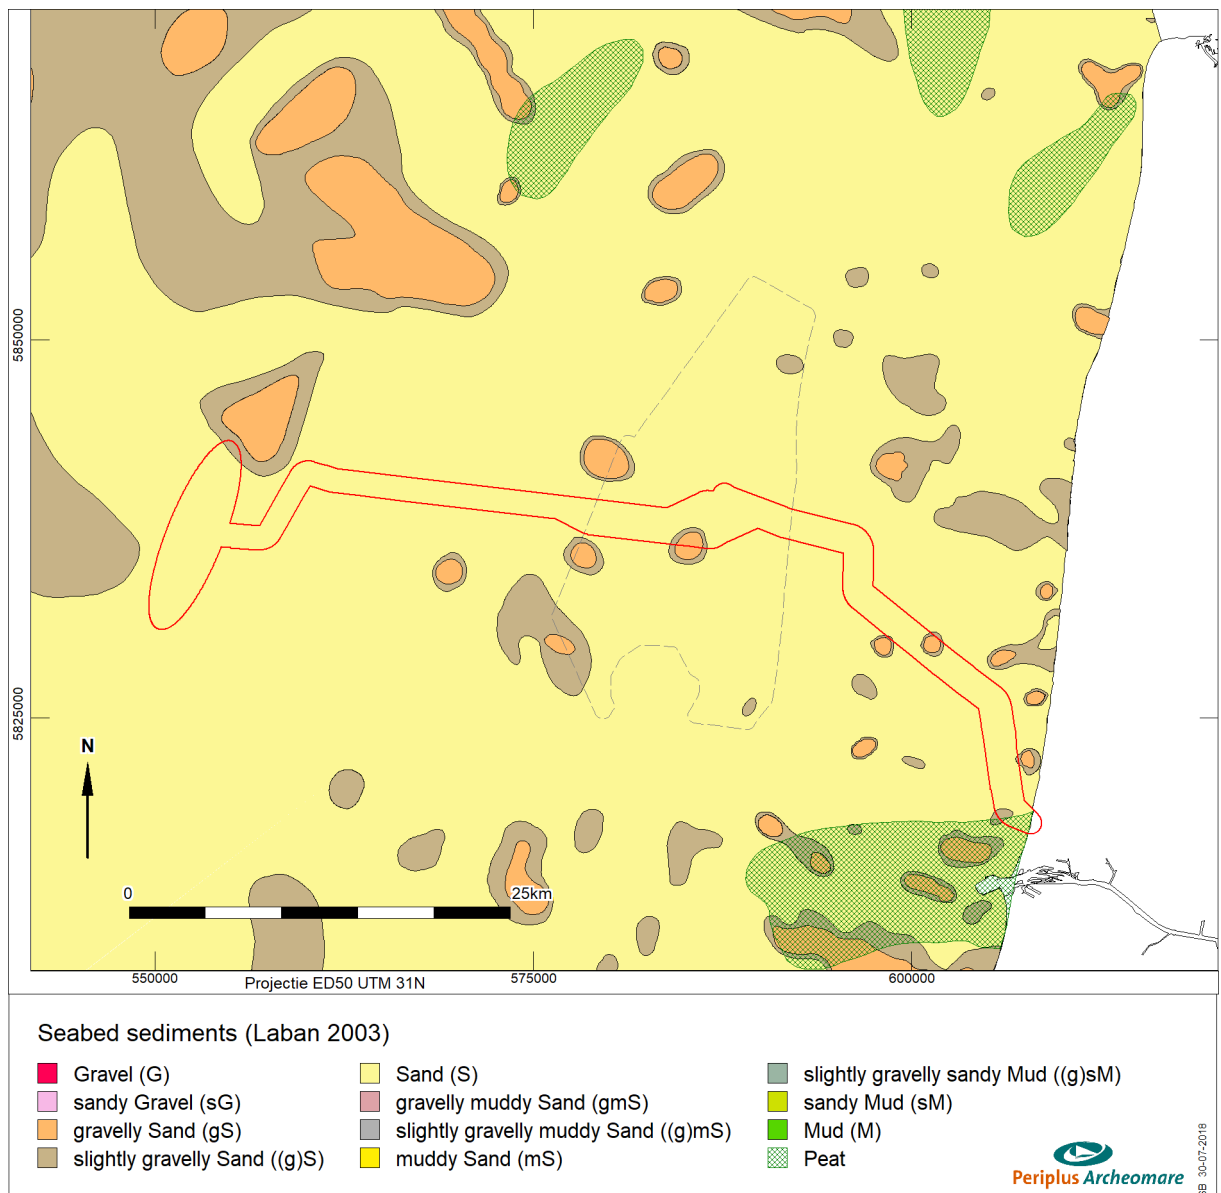 5850000
5825000
N
0
25km
550000
575000
600000
Projectie ED50 UTM 31N
Seabed sediments (Laban 2003)
Gravel (G)
sandy Gravel (sG)
gravelly Sand (gS)
slightly gravelly Sand ((g)S)
Sand (S)
gravelly muddy Sand (gmS)
slightly gravelly muddy Sand ((g)mS)
muddy Sand (mS)
slightly gravelly sandy Mud ((g)sM)
sandy Mud (sM)
Mud (M)
Peat
Periplus Archeomare
30-07-2018